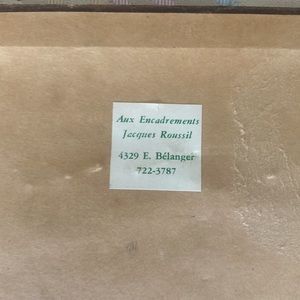 Aux Encadrements
Jacques Roussil
4329 E. Bélanger
722-3787